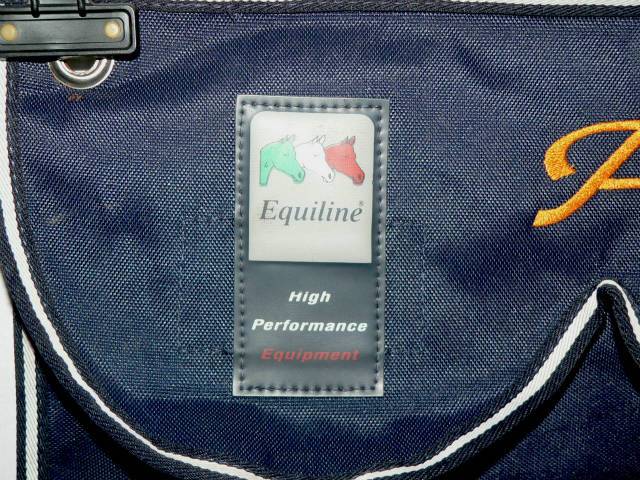 Equiline®
High
Performance
Equipment
A